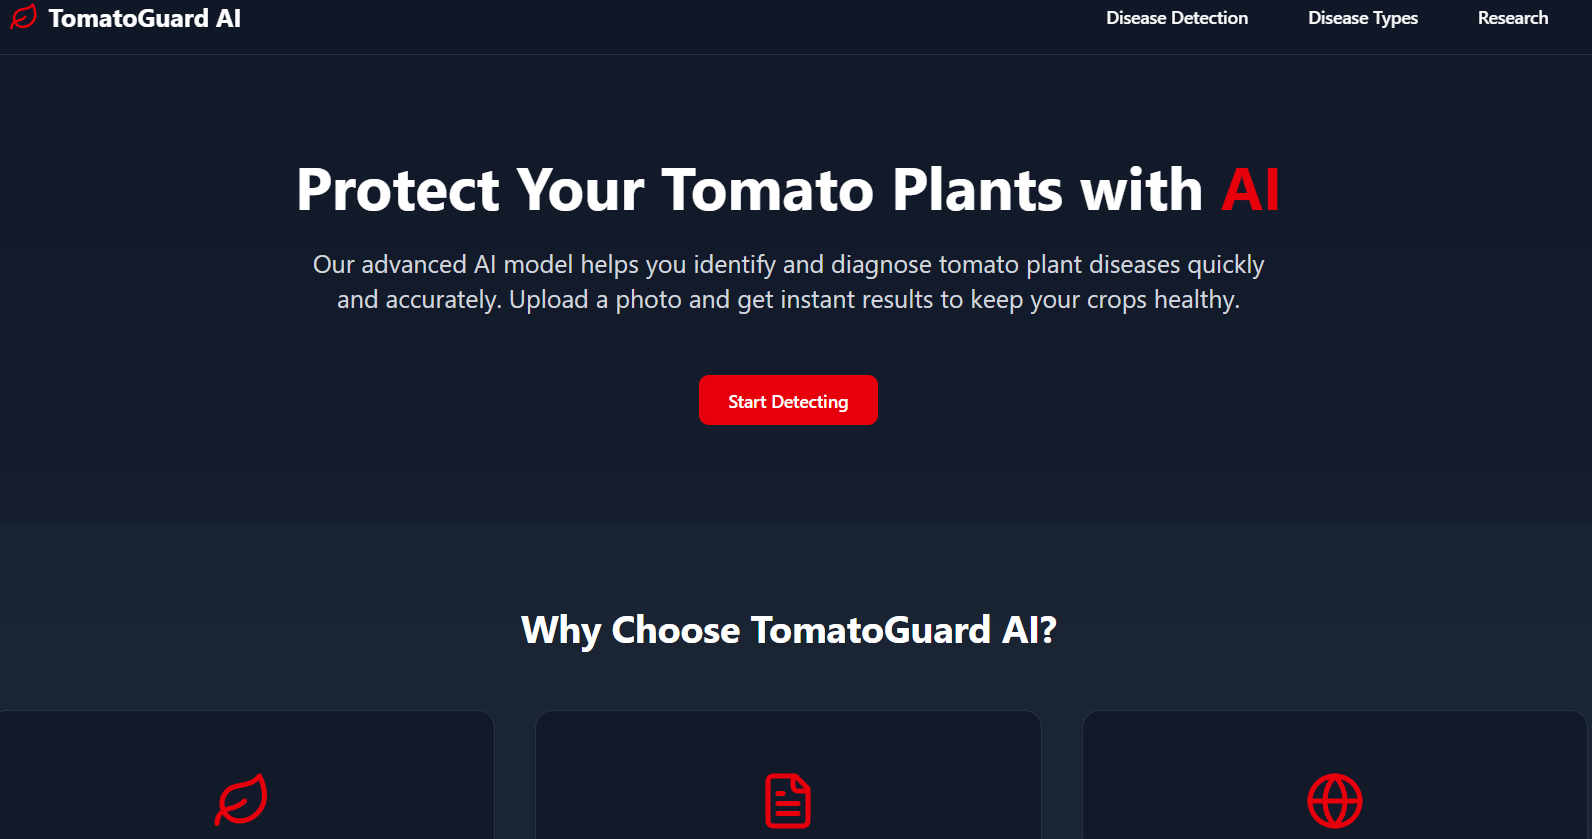 TomatoGuard AI
Disease Detection
Disease Types
Research
Protect Your Tomato Plants with AI
Our advanced AI model helps you identify and diagnose tomato plant diseases quickly
and accurately. Upload a photo and get instant results to keep your crops healthy.
Start Detecting
Why Choose TomatoGuard AI?